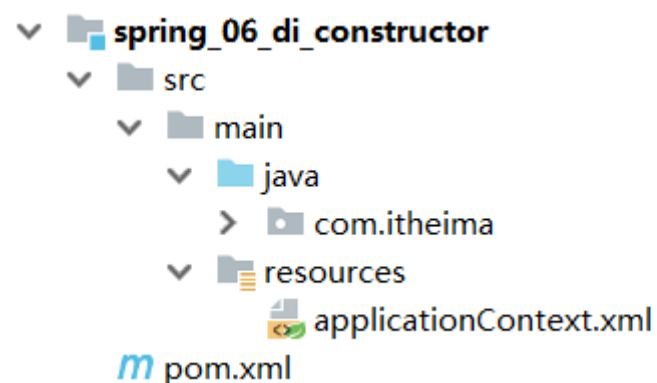 spring_06_di_constructor
src
main
java
com.itheima
resources
applicationContext.xml
m pom.xml